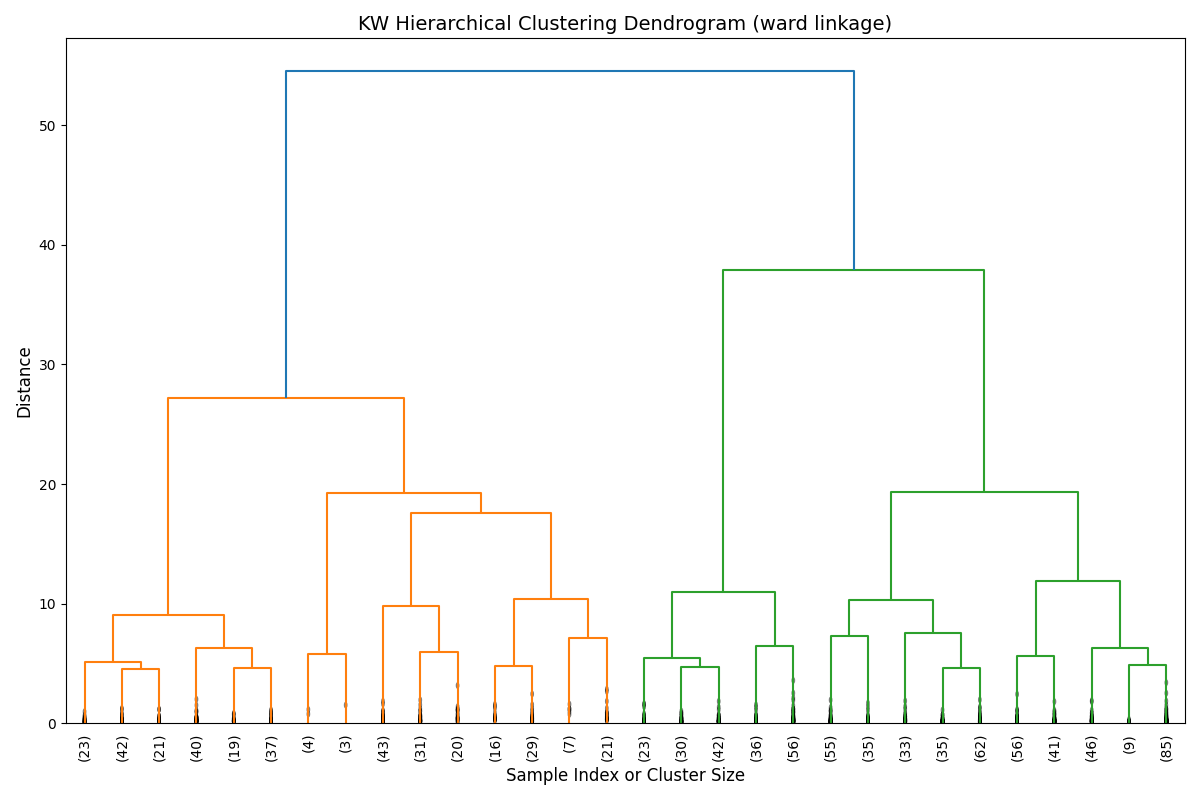 KW Hierarchical Clustering Dendrogram (ward linkage)
50
40
30
20
10
0
Distance
(23) (42) (21) (40) (19) (37) (4) (3) (43) (31) (20) (16) (29) (7) (21) (23) (30) (42) (36) (56) (55) (35) (33) (35) (62) (56) (41) (46) (9) (85)
Sample Index or Cluster Size